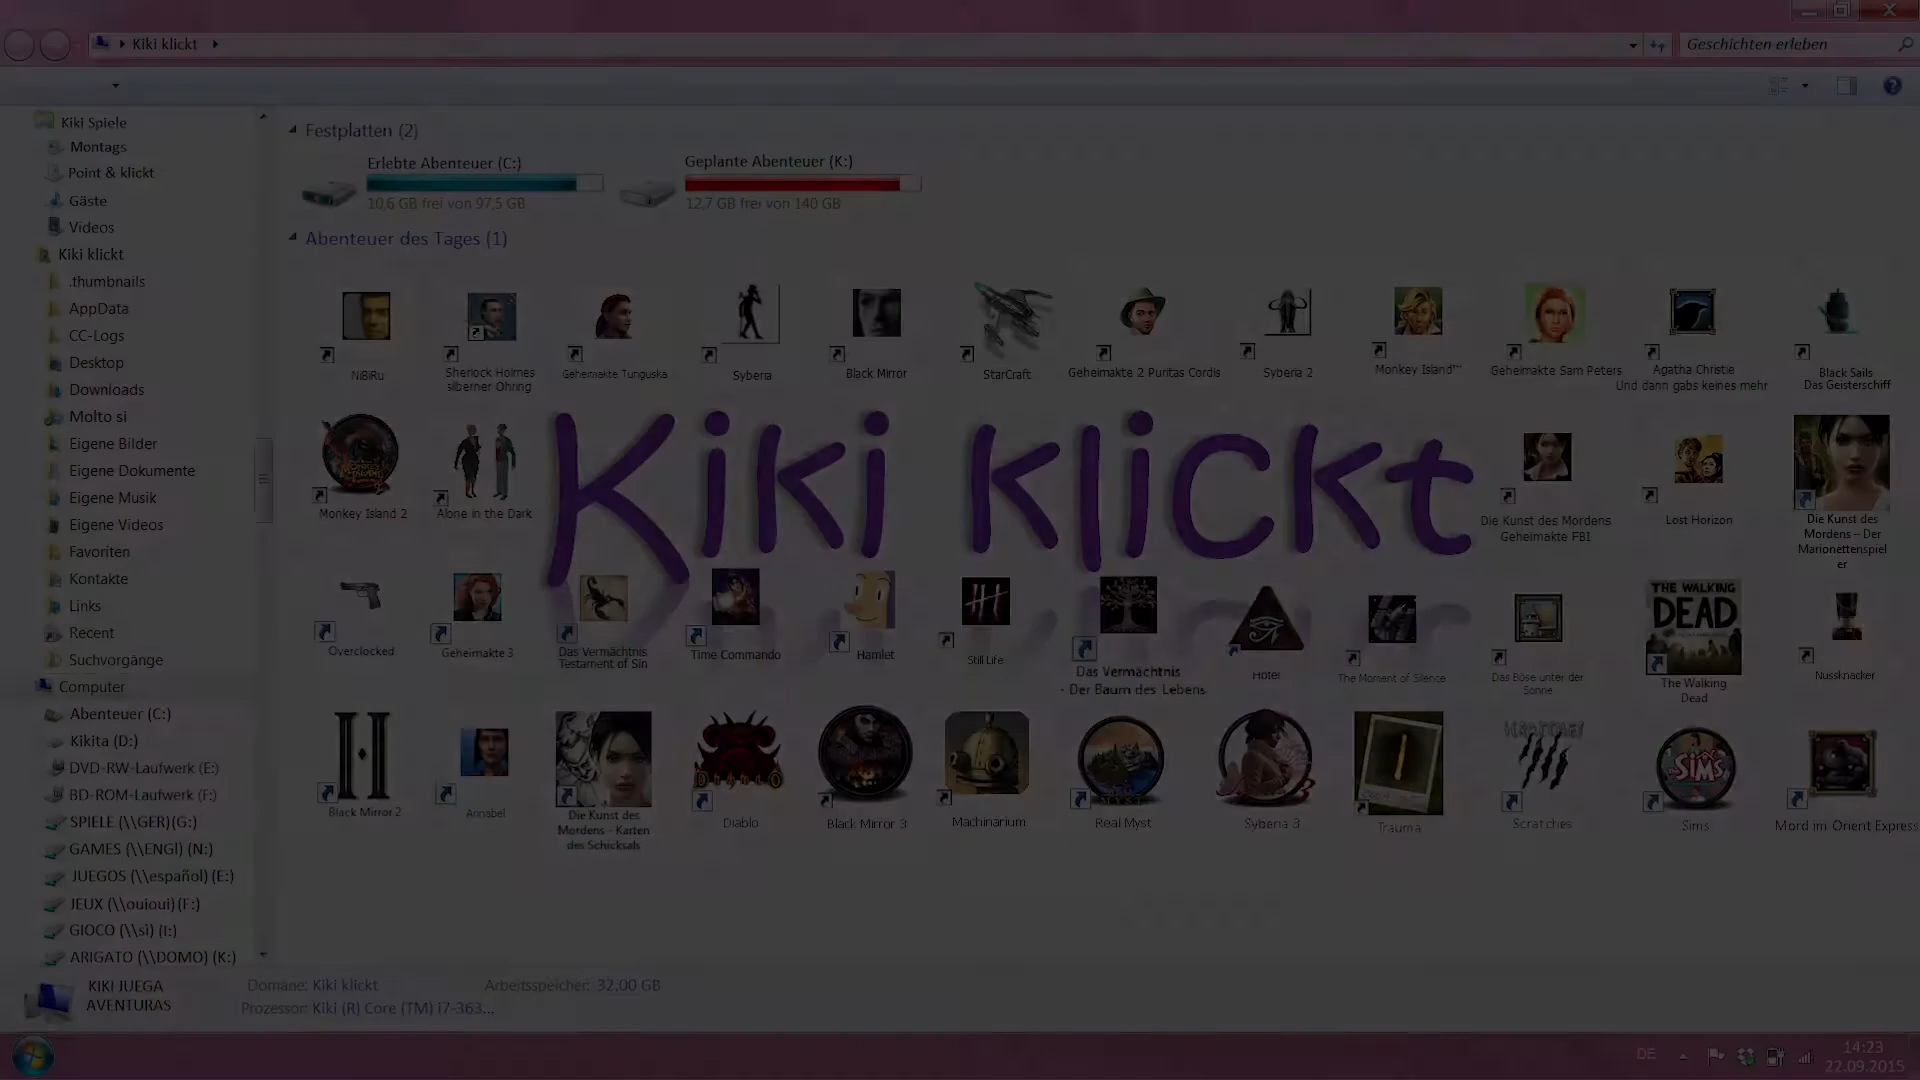 Kiki klickt
Geschichten erleben
Kiki Spiele
Montags
Point & klickt
Gäste
Videos
Kiki klickt
.thumbnails
AppData
CC-Logs
Desktop
Downloads
Molto si
Eigene Bilder
Eigene Dokumente
Eigene Musik
Eigene Videos
Favoriten
Kontakte
Links
Recent
Suchvorgänge
Computer
Abenteuer (C:)
Kikita (D:)
DVD-RW-Laufwerk (E:)
BD-ROM-Laufwerk (F:)
SPIELE (\\GER)(G:)
GAMES (\\ENGl) (N:)
JUEGOS (\\español) (E:)
JEUX (\\ouioui)(F:)
GIOCO (\\sì) (I:)
ARIGATO (\\DOMO) (K:)
Festplatten (2)
Erlebte Abenteuer (C:)
10,6 GB frei von 97,5 GB
Geplante Abenteuer (K:)
12,7 GB frei von 140 GB
Abenteuer des Tages (1)
NiBiRu
Sherlock Holmes
silberner Ohring
Geheimakte Tunguska
Syberia
Black Mirror
StarCraft
Geheimakte 2 Puritas Cordis
Syberia 2
Monkey Island™
Geheimakte Sam Peters
Agatha Christie
Und dann gabs keines mehr
Black Sails
Das Geisterschiff
Monkey Island 2
Alone in the Dark
Kiki klickt
Die Kunst des Mordens
Geheimakte FBI
Lost Horizon
Die Kunst des
Mordens – Der
Marionettenspiel
er
Overclocked
Geheimakte 3
Das Vermächtnis
Testament of Sin
Time Commando
Hamlet
Still Life
Das Vermächtnis
- Der Baum des Lebens
Hotel
The Moment of Silence
Das Böse unter der
Sonne
THE WALKING
DEAD
The Walking
Dead
Nussknacker
Black Mirror 2
Annabel
Die Kunst des
Mordens - Karten
des Schicksals
DIABLO
Diablo
Black Mirror 3
Machinarium
MYST
Real Myst
Syberia 3
Trauma
SCRATCHES
Scratches
THE SIMS
Sims
Mord im Orient Express
KIKI JUEGA
AVENTURAS
Domäne: Kiki klickt
Arbeitsspeicher: 32,00 GB
Prozessor: Kiki (R) Core (TM) i7-363...
DE
14:23
22.09.2015